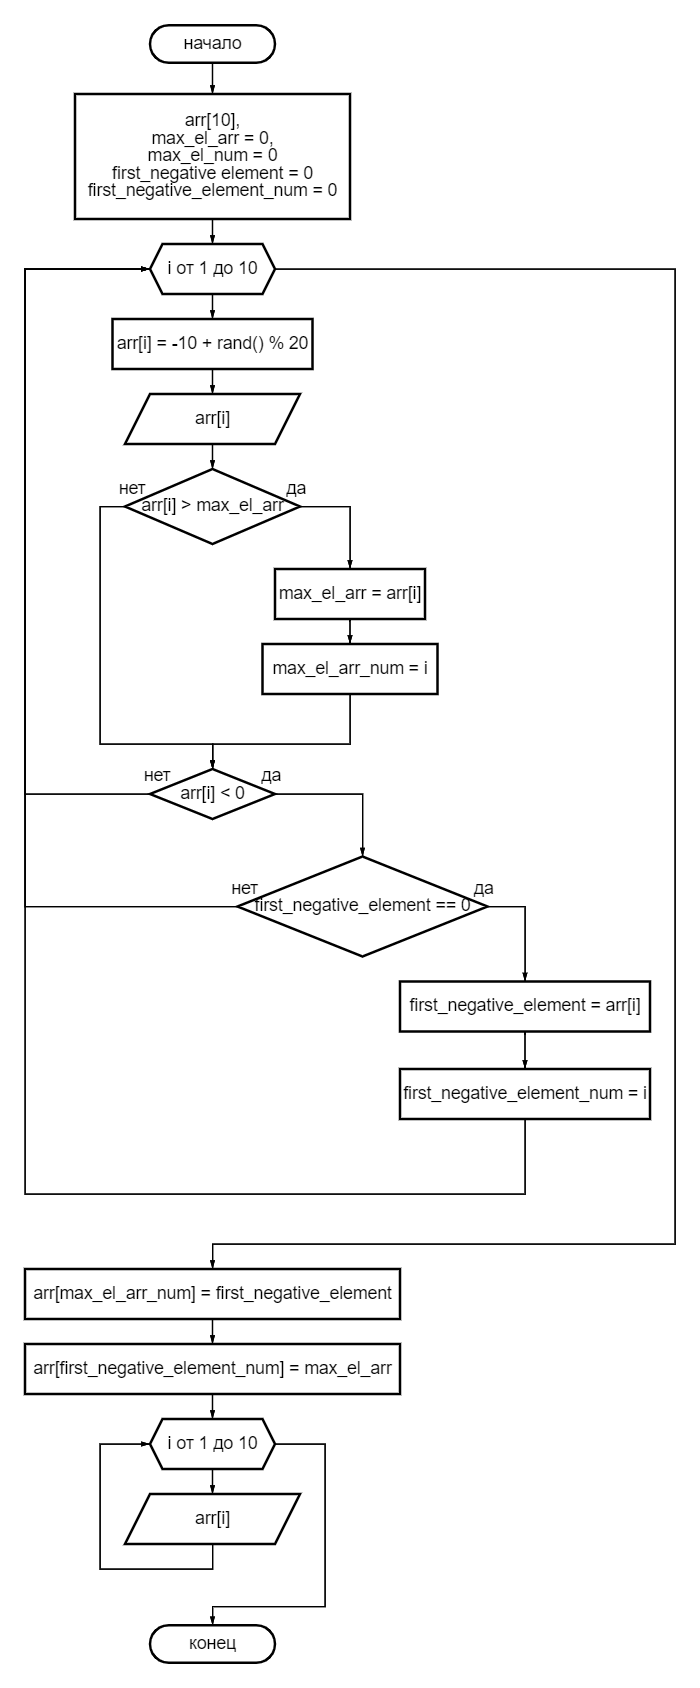 начало
arr[10],
max_el_arr = 0,
max_el_num = 0
first_negative element = 0
first_negative_element_num = 0
i от 1 до 10
arr[i] = -10 + rand() % 20
arr[i]
нет
да
arr[i] > max_el_arr
max_el_arr = arr[i]
max_el_arr_num = i
нет
да
arr[i] < 0
нет
да
first_negative_element == 0
first_negative_element = arr[i]
first_negative_element_num = i
arr[max_el_arr_num] = first_negative_element
arr[first_negative_element_num] = max_el_arr
i от 1 до 10
arr[i]
конец